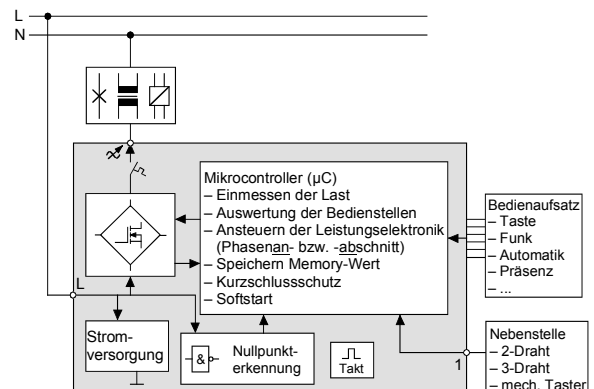 L
N
Mikrocontroller (µC)
– Einmessen der Last
– Auswertung der Bedienstellen
– Ansteuern der Leistungselektronik
(Phasenan- bzw. -abschnitt)
– Speichern Memory-Wert
– Kurzschlussschutz
– Softstart
Bedienaufsatz
– Taste
– Funk
– Automatik
– Präsenz
– ...
L
Strom-
versorgung
&
Nullpunkt-
erkennung
Takt
1
Nebenstelle
– 2-Draht
– 3-Draht
– mech. Taster